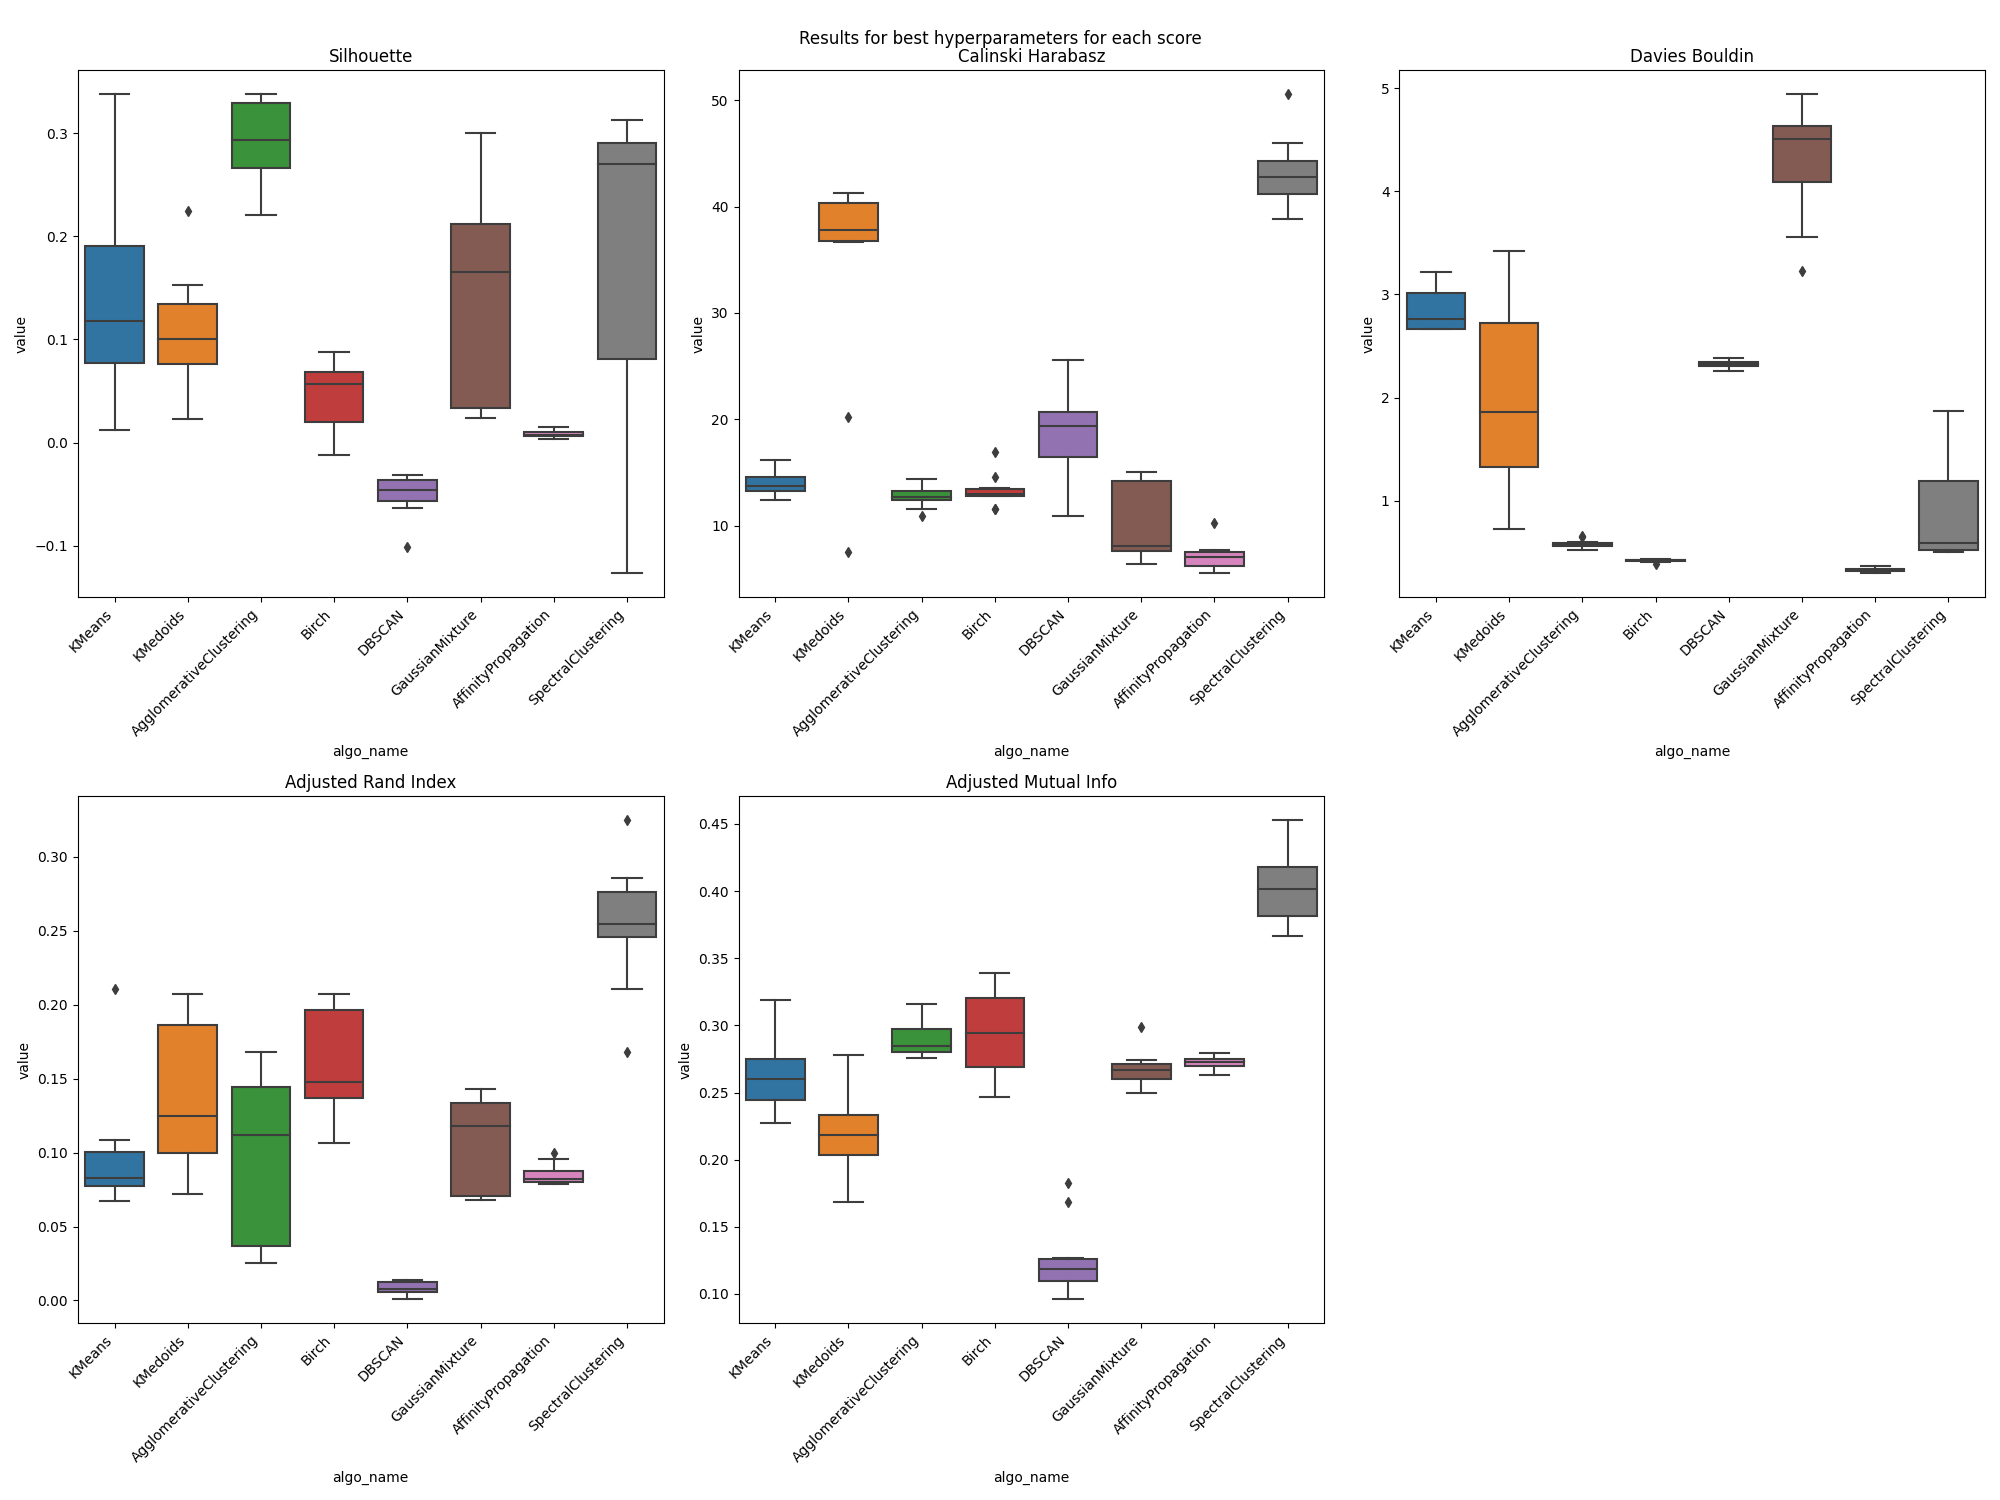 Results for best hyperparameters for each score
Silhouette
value
0.3
0.2
0.1
0.0
−0.1
KMeans
KMedoids
AgglomerativeClustering
Birch
DBSCAN
GaussianMixture
AffinityPropagation
SpectralClustering
algo_name
Calinski Harabasz
value
50
40
30
20
10
KMeans
KMedoids
AgglomerativeClustering
Birch
DBSCAN
GaussianMixture
AffinityPropagation
SpectralClustering
algo_name
Davies Bouldin
value
5
4
3
2
1
KMeans
KMedoids
AgglomerativeClustering
Birch
DBSCAN
GaussianMixture
AffinityPropagation
SpectralClustering
algo_name
Adjusted Rand Index
value
0.30
0.25
0.20
0.15
0.10
0.05
0.00
KMeans
KMedoids
AgglomerativeClustering
Birch
DBSCAN
GaussianMixture
AffinityPropagation
SpectralClustering
algo_name
Adjusted Mutual Info
value
0.45
0.40
0.35
0.30
0.25
0.20
0.15
0.10
KMeans
KMedoids
AgglomerativeClustering
Birch
DBSCAN
GaussianMixture
AffinityPropagation
SpectralClustering
algo_name